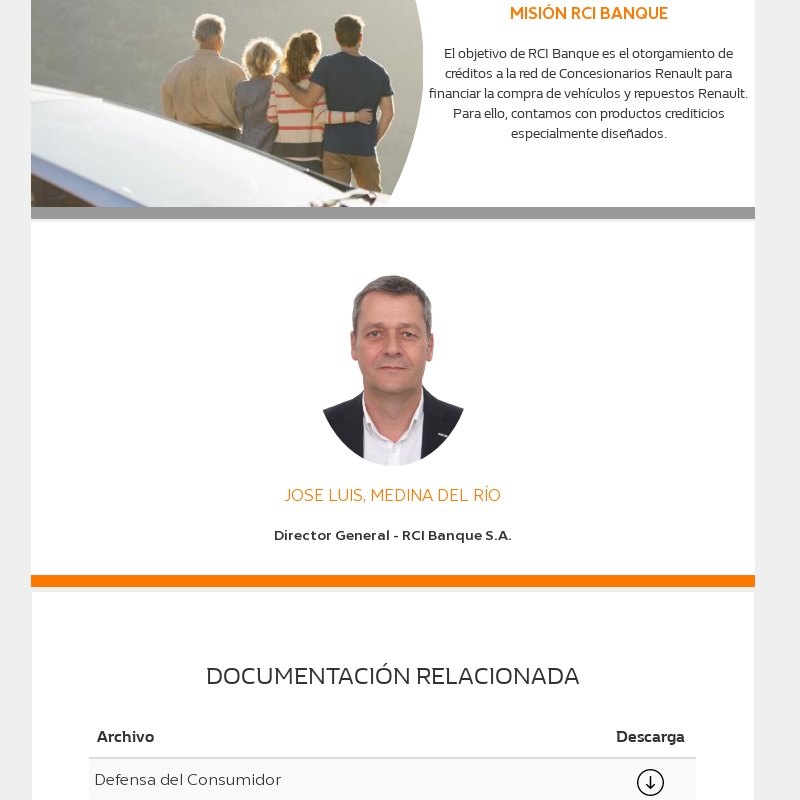 MISIÓN RCI BANQUE
El objetivo de RCI Banque es el otorgamiento de
créditos a la red de Concesionarios Renault para
financiar la compra de vehículos y repuestos Renault.
Para ello, contamos con productos crediticios
especialmente diseñados.
JOSE LUIS, MEDINA DEL RÍO
Director General - RCI Banque S.A.
DOCUMENTACIÓN RELACIONADA
Archivo Descarga
Defensa del Consumidor